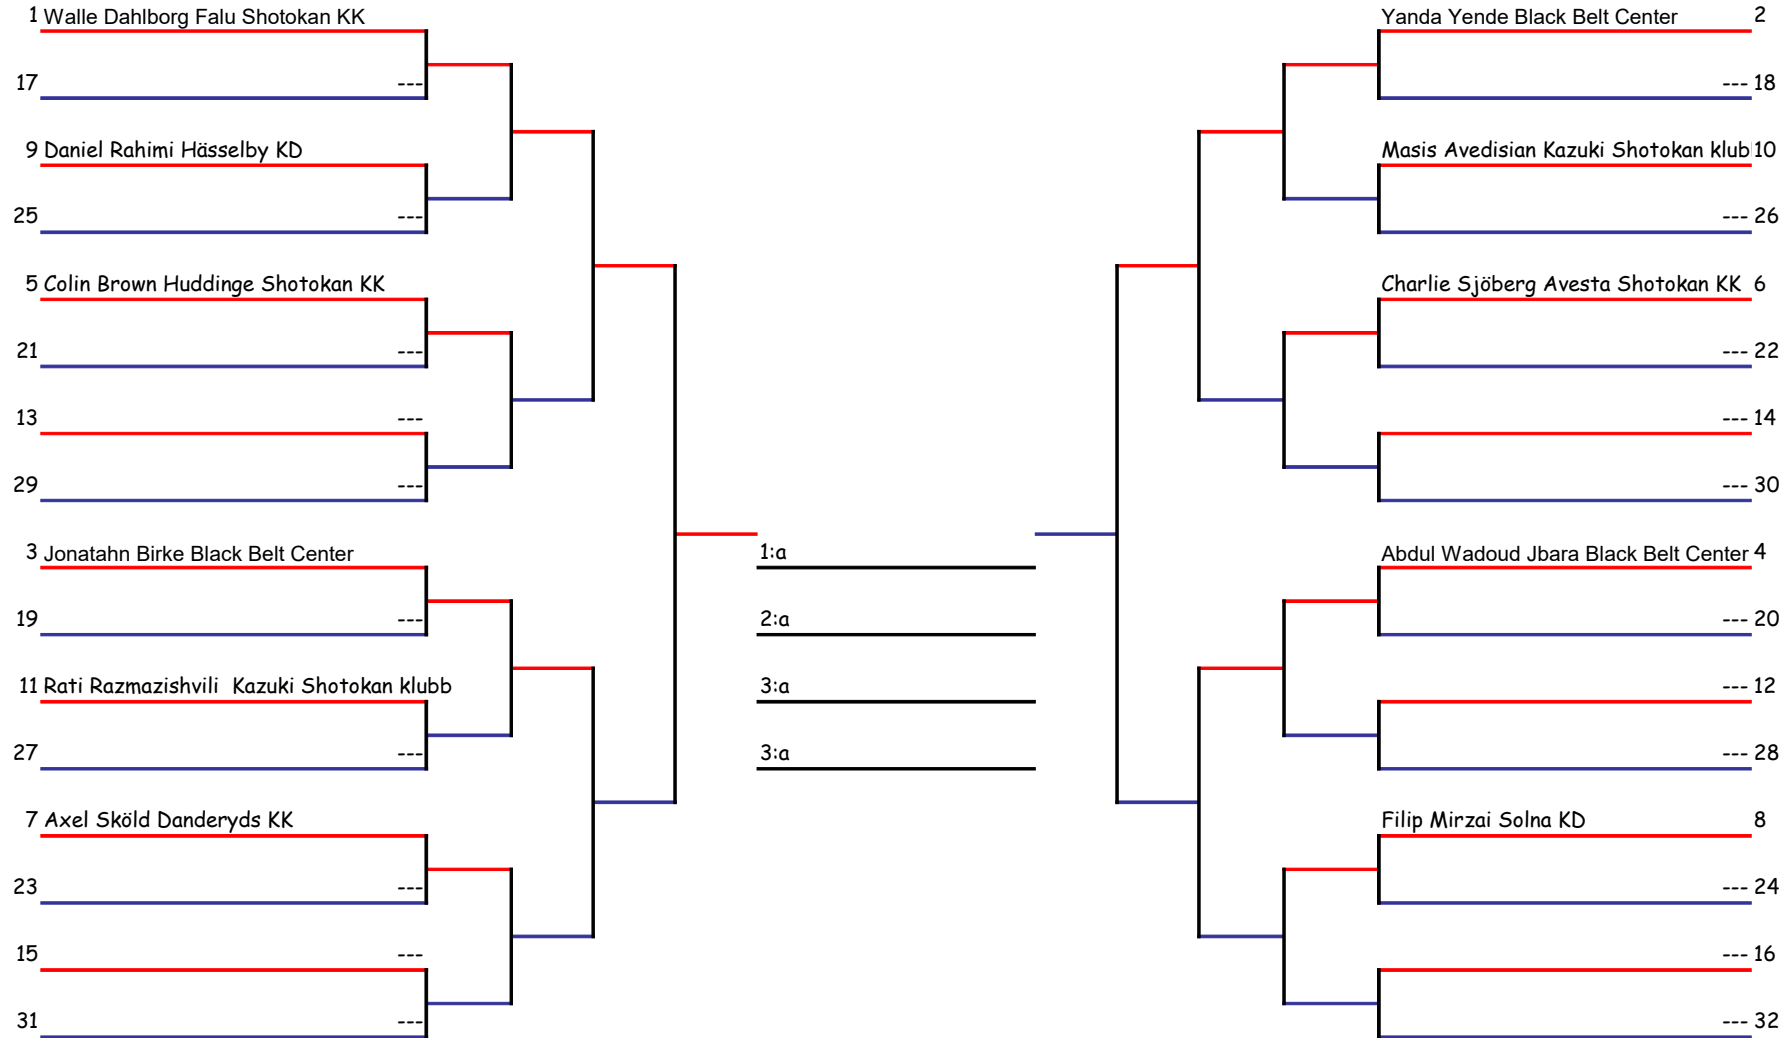 1 Walle Dahlborg Falu Shotokan KK
17 ---
9 Daniel Rahimi Hässelby KD
25 ---
5 Colin Brown Huddinge Shotokan KK
21 ---
13 ---
29 ---
3 Jonatahn Birke Black Belt Center
19 ---
11 Rati Razmazishvili  Kazuki Shotokan klubb
27 ---
7 Axel Sköld Danderyds KK
23 ---
15 ---
31 ---
1:a
2:a
3:a
3:a
Yanda Yende Black Belt Center 2
--- 18
Masis Avedisian Kazuki Shotokan klub 10
--- 26
Charlie Sjöberg Avesta Shotokan KK 6
--- 22
--- 14
--- 30
Abdul Wadoud Jbara Black Belt Center 4
--- 20
--- 12
--- 28
Filip Mirzai Solna KD 8
--- 24
--- 16
--- 32